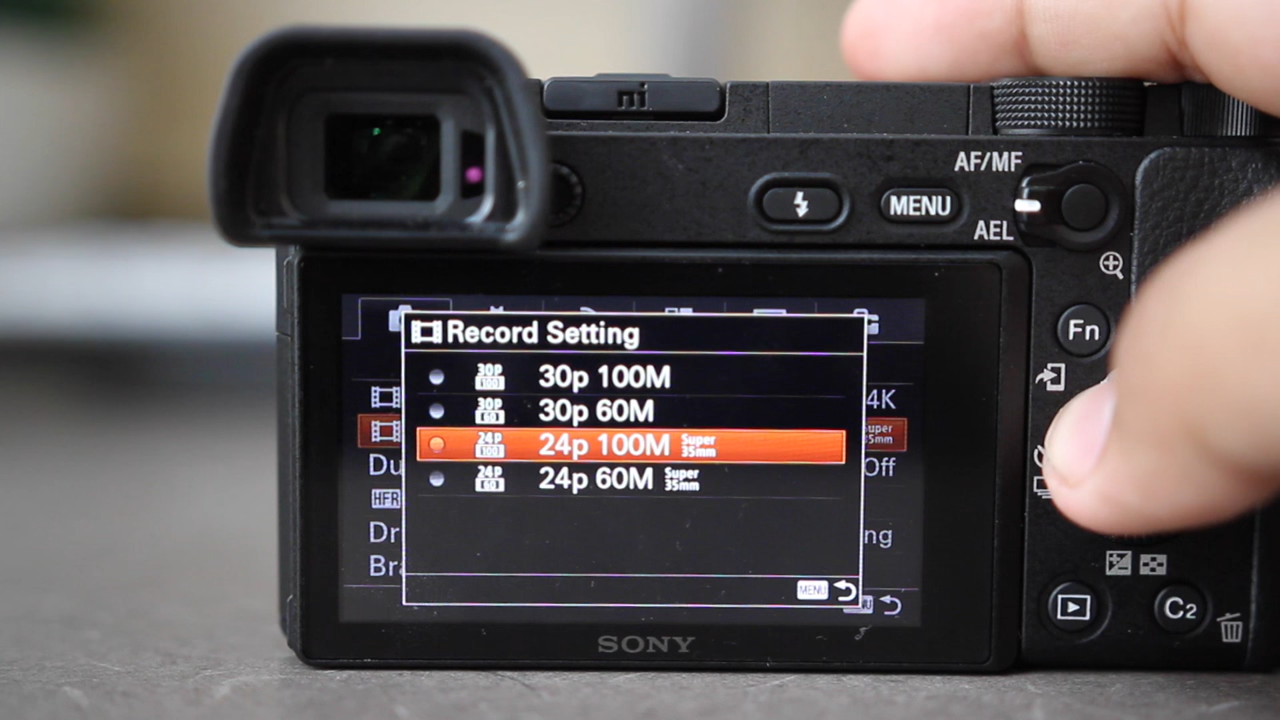 AF/MF
MENU
AEL
Fn
Record Setting
30P 100 30p 100M
4K
30P 60 30p 60M
24P 100 24p 100M Super 35mm
24P 60 24p 60M Super 35mm
Du
Off
HFR
Dr
ng
Bra
MENU
C2
SONY